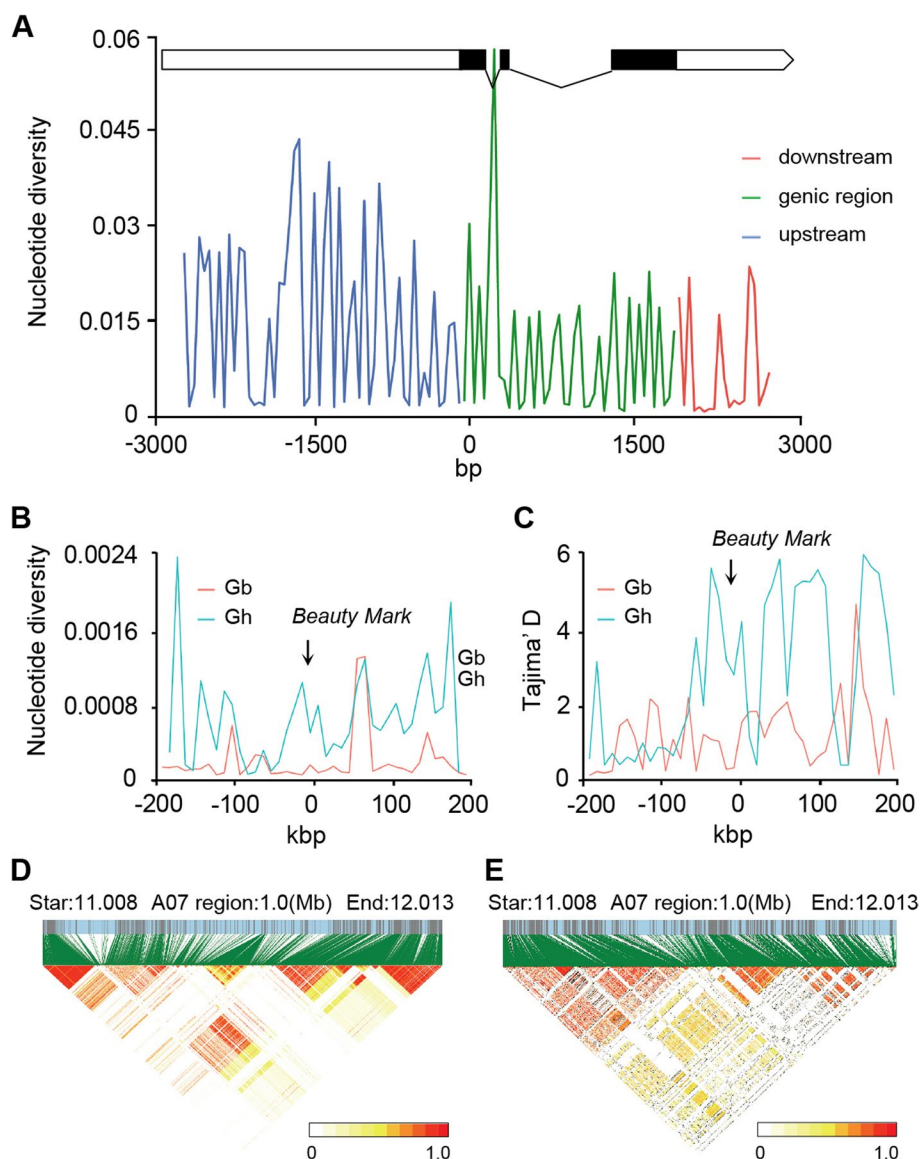 A
0.06
0.045
0.03
0.015
0
Nucleotide diversity
downstream
genic region
upstream
-3000 -1500 0 1500 3000
bp
B
0.0024
0.0016
0.0008
0
Nucleotide diversity
Gb
Gh
Beauty Mark
Gb
Gh
-200 -100 0 100 200
kbp
C
6
4
2
0
Tajima' D
Gb
Gh
Beauty Mark
-200 -100 0 100 200
kbp
D
Star:11.008 A07 region:1.0(Mb) End:12.013
0 1.0
E
Star:11.008 A07 region:1.0(Mb) End:12.013
0 1.0